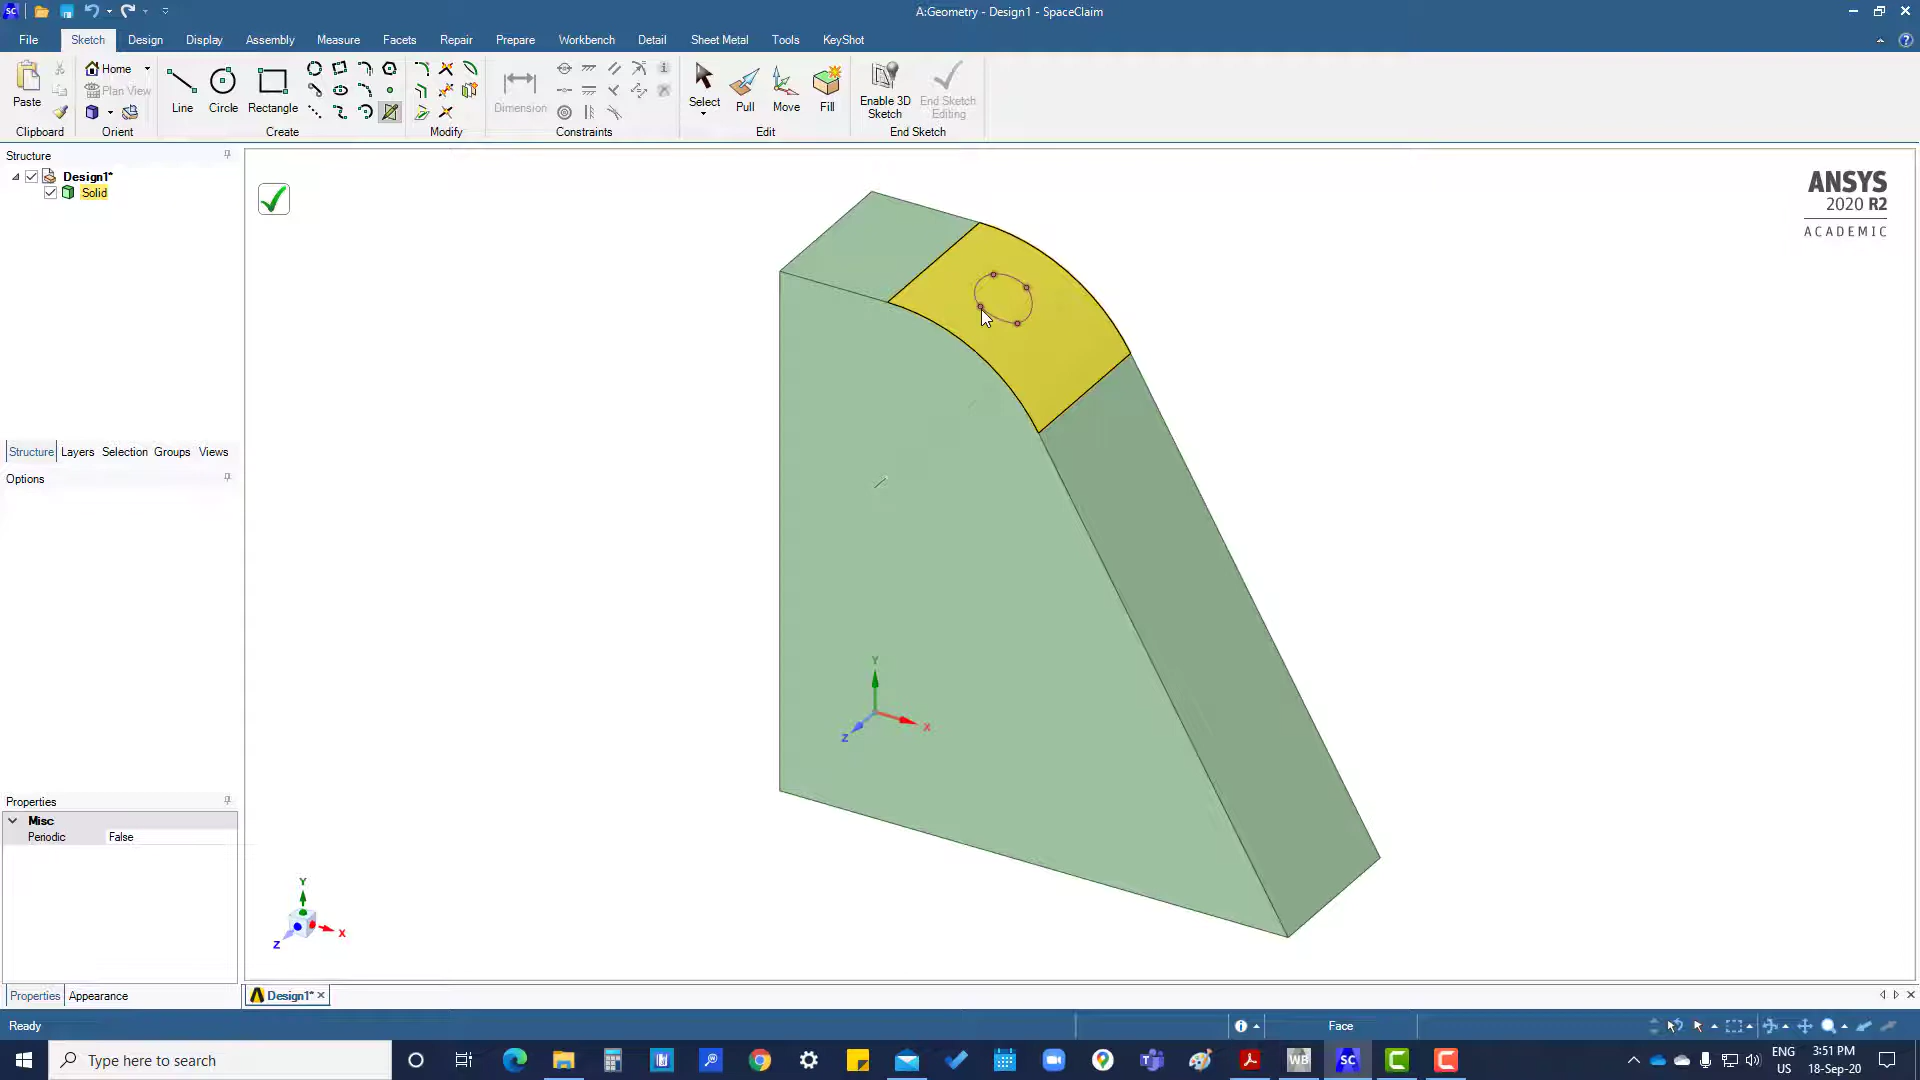 SC
A:Geometry - Design1 - SpaceClaim
File Sketch Design Display Assembly Measure Facets Repair Prepare Workbench Detail Sheet Metal Tools KeyShot
Paste
Home
Plan View
Line Circle Rectangle
Dimension
Select Pull Move Fill
Enable 3D Sketch
End Sketch Editing
Clipboard Orient Create Modify Constraints Edit End Sketch
Structure
Design1*
Solid
ANSYS
2020 R2
ACADEMIC
Structure Layers Selection Groups Views
Options
Y
X
Z
Properties
Misc
Periodic False
Y
X
Z
Properties Appearance
Design1*
Ready
Face
Type here to search
WB
SC
ENG
US
3:51 PM
18-Sep-20